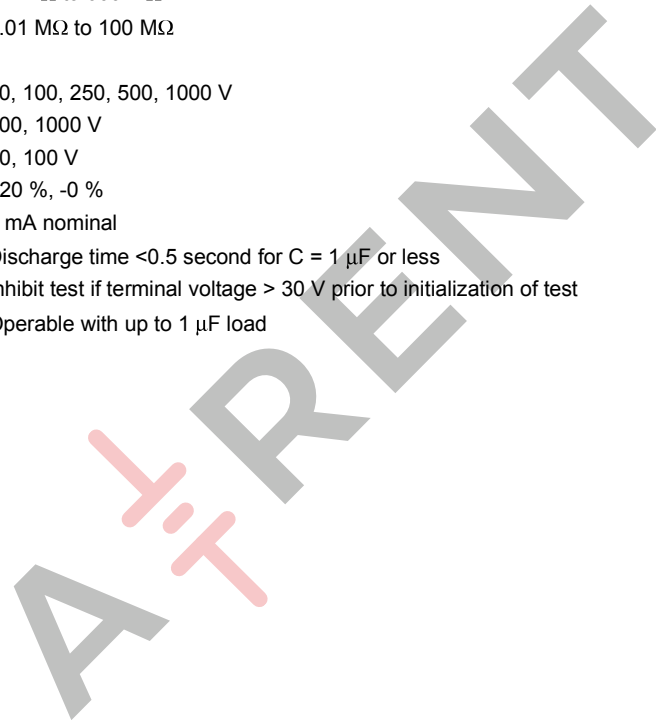 .01 MΩ to 100 MΩ
0, 100, 250, 500, 1000 V
00, 1000 V
0, 100 V
20 %, -0 %
mA nominal
ischarge time <0.5 second for C = 1 μF or less
nhibit test if terminal voltage > 30 V prior to initialization of test
perable with up to 1 μF load
A RENT